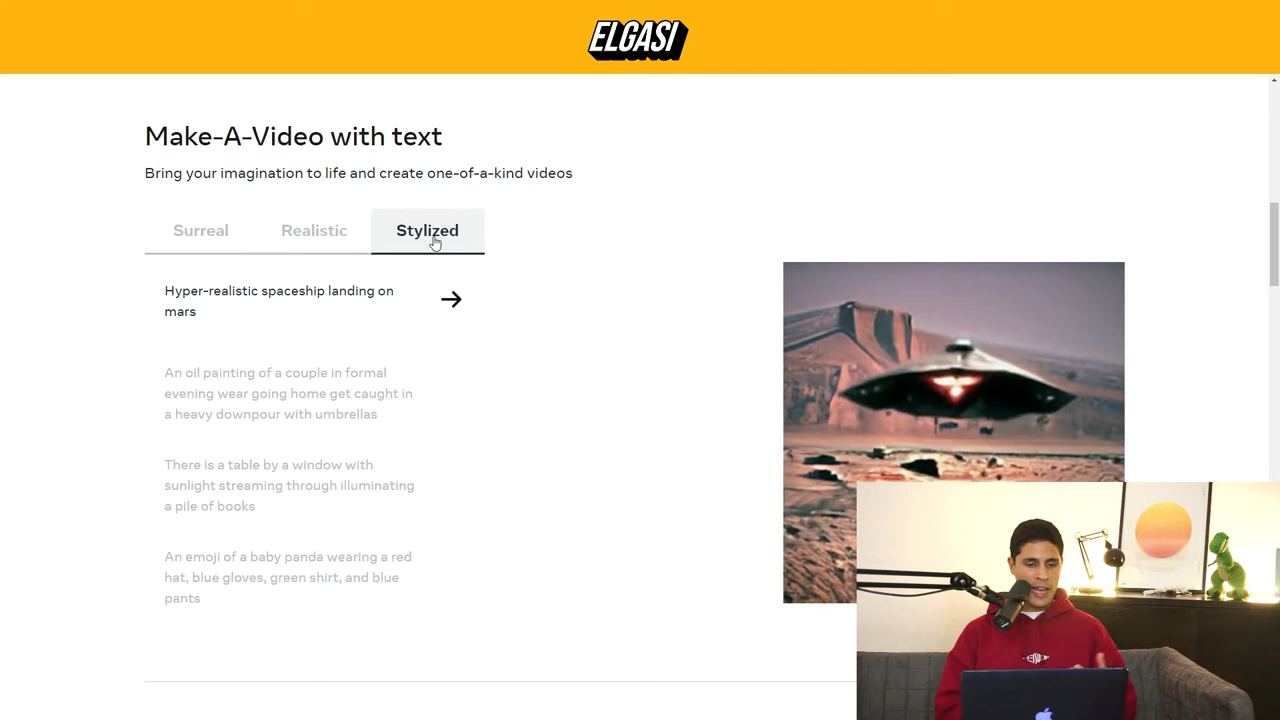 ELGASI
Make-A-Video with text
Bring your imagination to life and create one-of-a-kind videos
Surreal
Realistic
Stylized
Hyper-realistic spaceship landing on
mars
An oil painting of a couple in formal
evening wear going home get caught in
a heavy downpour with umbrellas
There is a table by a window with
sunlight streaming through illuminating
a pile of books
An emoji of a baby panda wearing a red
hat, blue gloves, green shirt, and blue
pants